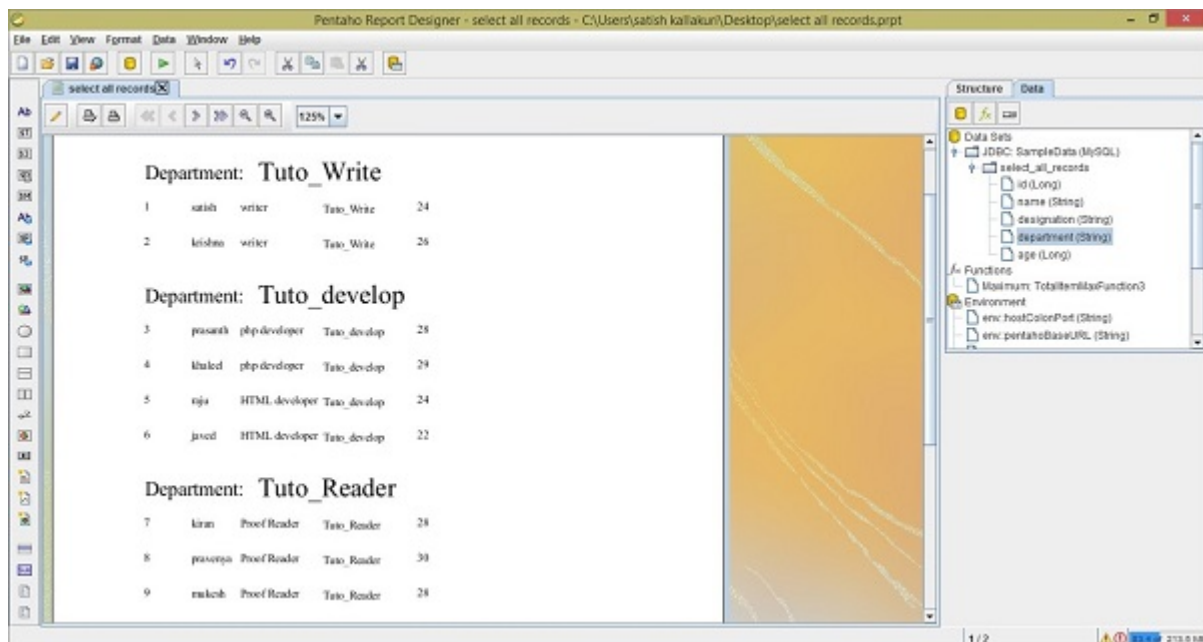 Pentaho Report Designer - select all records - C:\Users\satish kallakuri\Desktop\select all records.prpt
File Edit View Format Data Window Help
select all records
125%
Department: Tuto_Write
1 satish writer Tuto_Write 24
2 krishna writer Tuto_Write 26
Department: Tuto_develop
3 prasanth php developer Tuto_develop 28
4 khaleel php developer Tuto_develop 29
5 raju HTML developer Tuto_develop 24
6 javed HTML developer Tuto_develop 22
Department: Tuto_Reader
7 kiran Proof Reader Tuto_Reader 28
8 Proof Reader Tuto_Reader 30
9 mukesh Proof Reader Tuto_Reader 28
Structure Data
Data Sets
JDBC: SampleData (MySQL)
select_all_records
id (Long)
name (String)
designation (String)
department (String)
age (Long)
Functions
Maximum: TotalItemMaxFunction3
Environment
env:hostColonPort (String)
env:pentahoBaseURL (String)
1 / 2